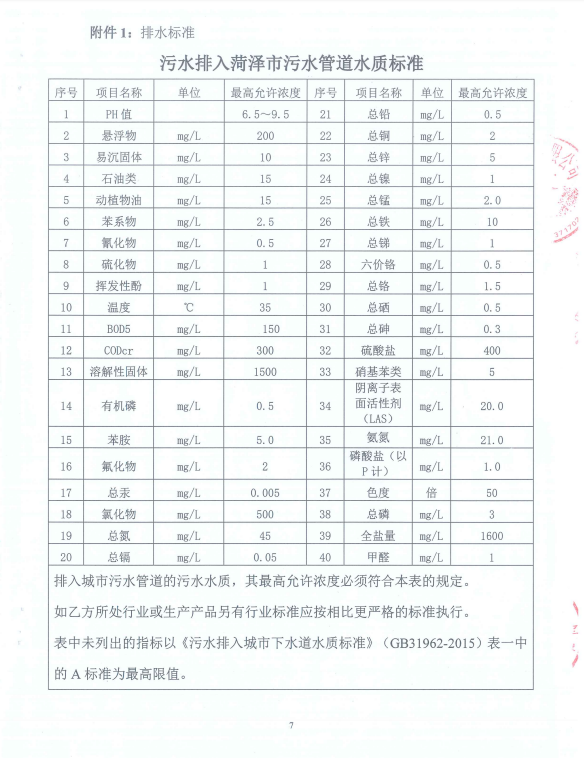 附件 1：排水标准
污水排入菏泽市污水管道水质标准
序号 项目名称 单位 最高允许浓度 序号 项目名称 单位 最高允许浓度
1 PH 值 6.5～9.5 21 总铅 mg/L 0.5
2 悬浮物 mg/L 200 22 总铜 mg/L 2
3 易沉固体 mg/L 10 23 总锌 mg/L 5
4 石油类 mg/L 15 24 总镍 mg/L 1
5 动植物油 mg/L 15 25 总锰 mg/L 2.0
6 苯系物 mg/L 2.5 26 总铁 mg/L 10
7 氰化物 mg/L 0.5 27 总锑 mg/L 1
8 硫化物 mg/L 1 28 六价铬 mg/L 0.5
9 挥发性酚 mg/L 1 29 总铬 mg/L 1.5
10 温度 ℃ 35 30 总硒 mg/L 0.5
11 BOD5 mg/L 150 31 总砷 mg/L 0.3
12 CODcr mg/L 300 32 硫酸盐 mg/L 400
13 溶解性固体 mg/L 1500 33 硝基苯类 mg/L 5
14 有机磷 mg/L 0.5 34 阴离子表
面活性剂
（LAS） mg/L 20.0
15 苯胺 mg/L 5.0 35 氨氮 mg/L 21.0
16 氟化物 mg/L 2 36 磷酸盐（以
P 计） mg/L 1.0
17 总汞 mg/L 0.005 37 色度 倍 50
18 氯化物 mg/L 500 38 总磷 mg/L 3
19 总氮 mg/L 45 39 全盐量 mg/L 1600
20 总镉 mg/L 0.05 40 甲醛 mg/L 1
排入城市污水管道的污水水质，其最高允许浓度必须符合本表的规定。
如乙方所处行业或生产产品另有行业标准应按相比更严格的标准执行。
表中未列出的指标以《污水排入城市下水道水质标准》（GB31962-2015）表一中
的 A 标准为最高限值。
7